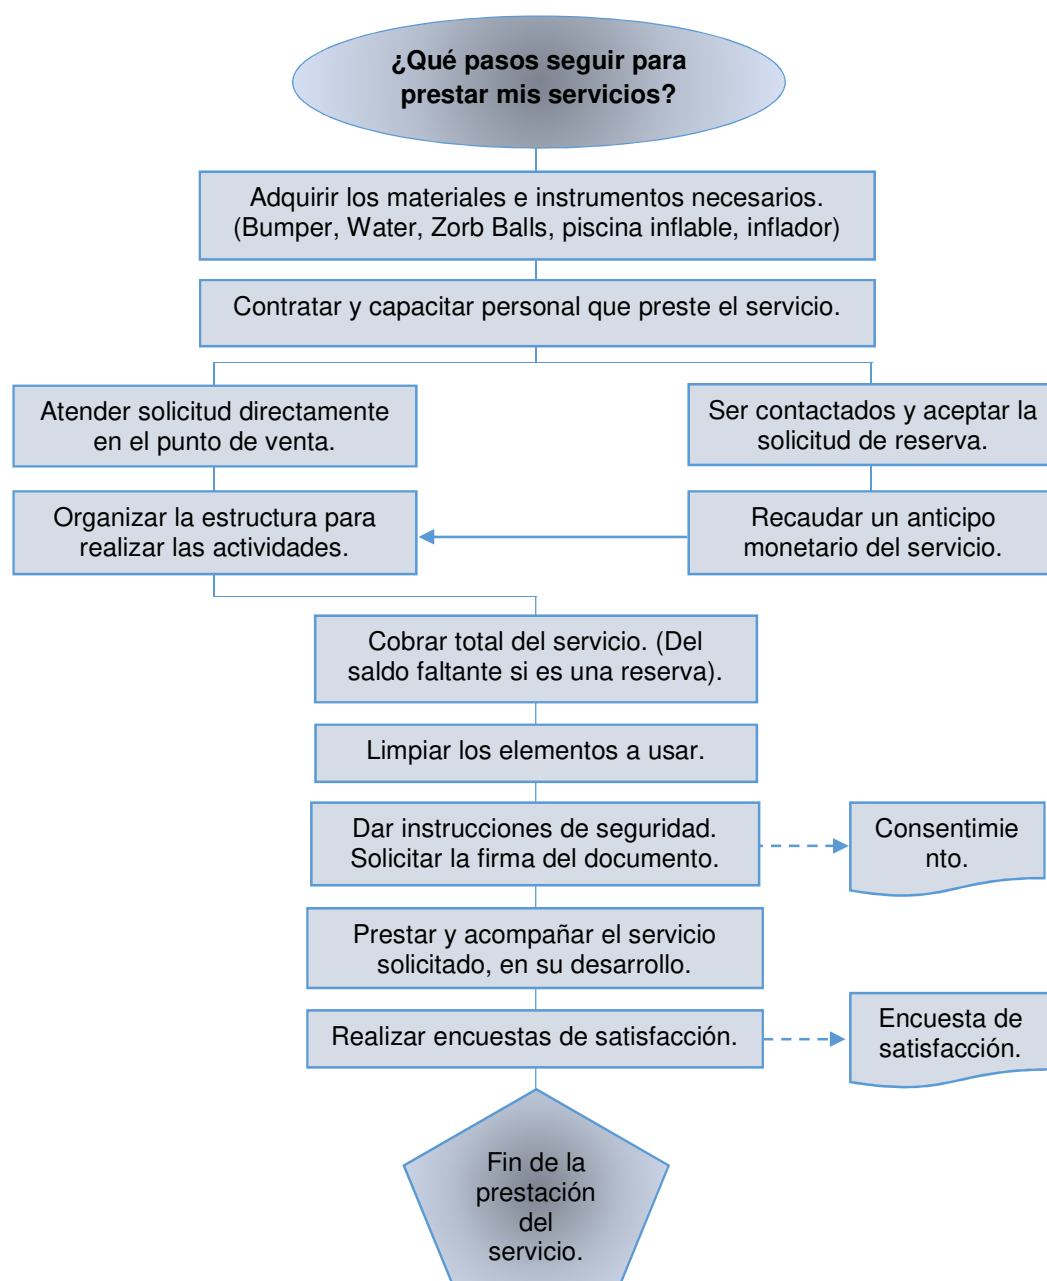 ¿Qué pasos seguir para
prestar mis servicios?
Adquirir los materiales e instrumentos necesarios.
(Bumper, Water, Zorb Balls, piscina inflable, inflador)
Contratar y capacitar personal que preste el servicio.
Atender solicitud directamente
en el punto de venta.
Ser contactados y aceptar la
solicitud de reserva.
Organizar la estructura para
realizar las actividades.
Recaudar un anticipo
monetario del servicio.
Cobrar total del servicio. (Del
saldo faltante si es una reserva).
Limpiar los elementos a usar.
Dar instrucciones de seguridad.
Solicitar la firma del documento.
Consentimie
nto.
Prestar y acompañar el servicio
solicitado, en su desarrollo.
Realizar encuestas de satisfacción.
Encuesta de
satisfacción.
Fin de la
prestación
del
servicio.